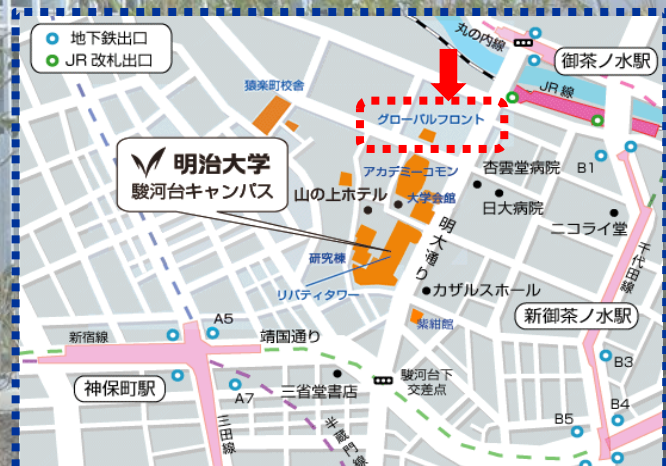 地下鉄出口
JR 改札出口
丸の内線
御茶ノ水駅
JR 線
猿楽町校舎
グローバルフロント
明治大学
駿河台キャンパス
アカデミーコモン
杏雲堂病院
B1
山の上ホテル
大学会館
日大病院
ニコライ堂
明大通り
千代田線
研究棟
リバティタワー
カザルスホール
紫紺館
新御茶ノ水駅
A5
新宿線
靖国通り
B3
神保町駅
A7
三省堂書店
駿河台下
交差点
B4
B5
三田線
半蔵門線